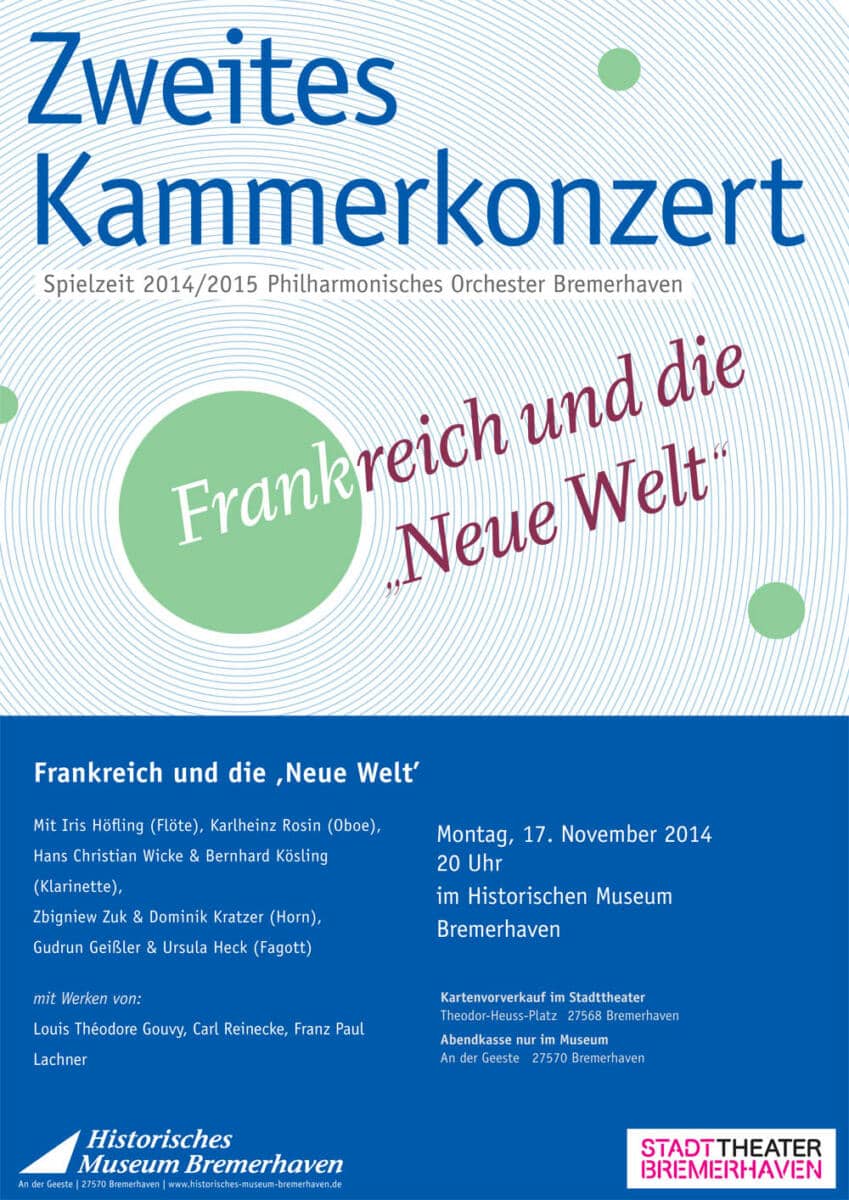 Zweites
Kammerkonzert
Spielzeit 2014/2015 Philharmonisches Orchester Bremerhaven
Frankreich und die
„Neue Welt“
Frankreich und die ‚Neue Welt’
Mit Iris Höfling (Flöte), Karlheinz Rosin (Oboe),
Hans Christian Wicke & Bernhard Kösling
(Klarinette),
Zbigniew Zuk & Dominik Kratzer (Horn),
Gudrun Geißler & Ursula Heck (Fagott)
mit Werken von:
Louis Théodore Gouvy, Carl Reinecke, Franz Paul
Lachner
Montag, 17. November 2014
20 Uhr
im Historischen Museum
Bremerhaven
Kartenvorverkauf im Stadttheater
Theodor-Heuss-Platz 27568 Bremerhaven
Abendkasse nur im Museum
An der Geeste 27570 Bremerhaven
Historisches
Museum Bremerhaven
An der Geeste | 27570 Bremerhaven | www.historisches-museum-bremerhaven.de
STADTTHEATER
BREMERHAVEN